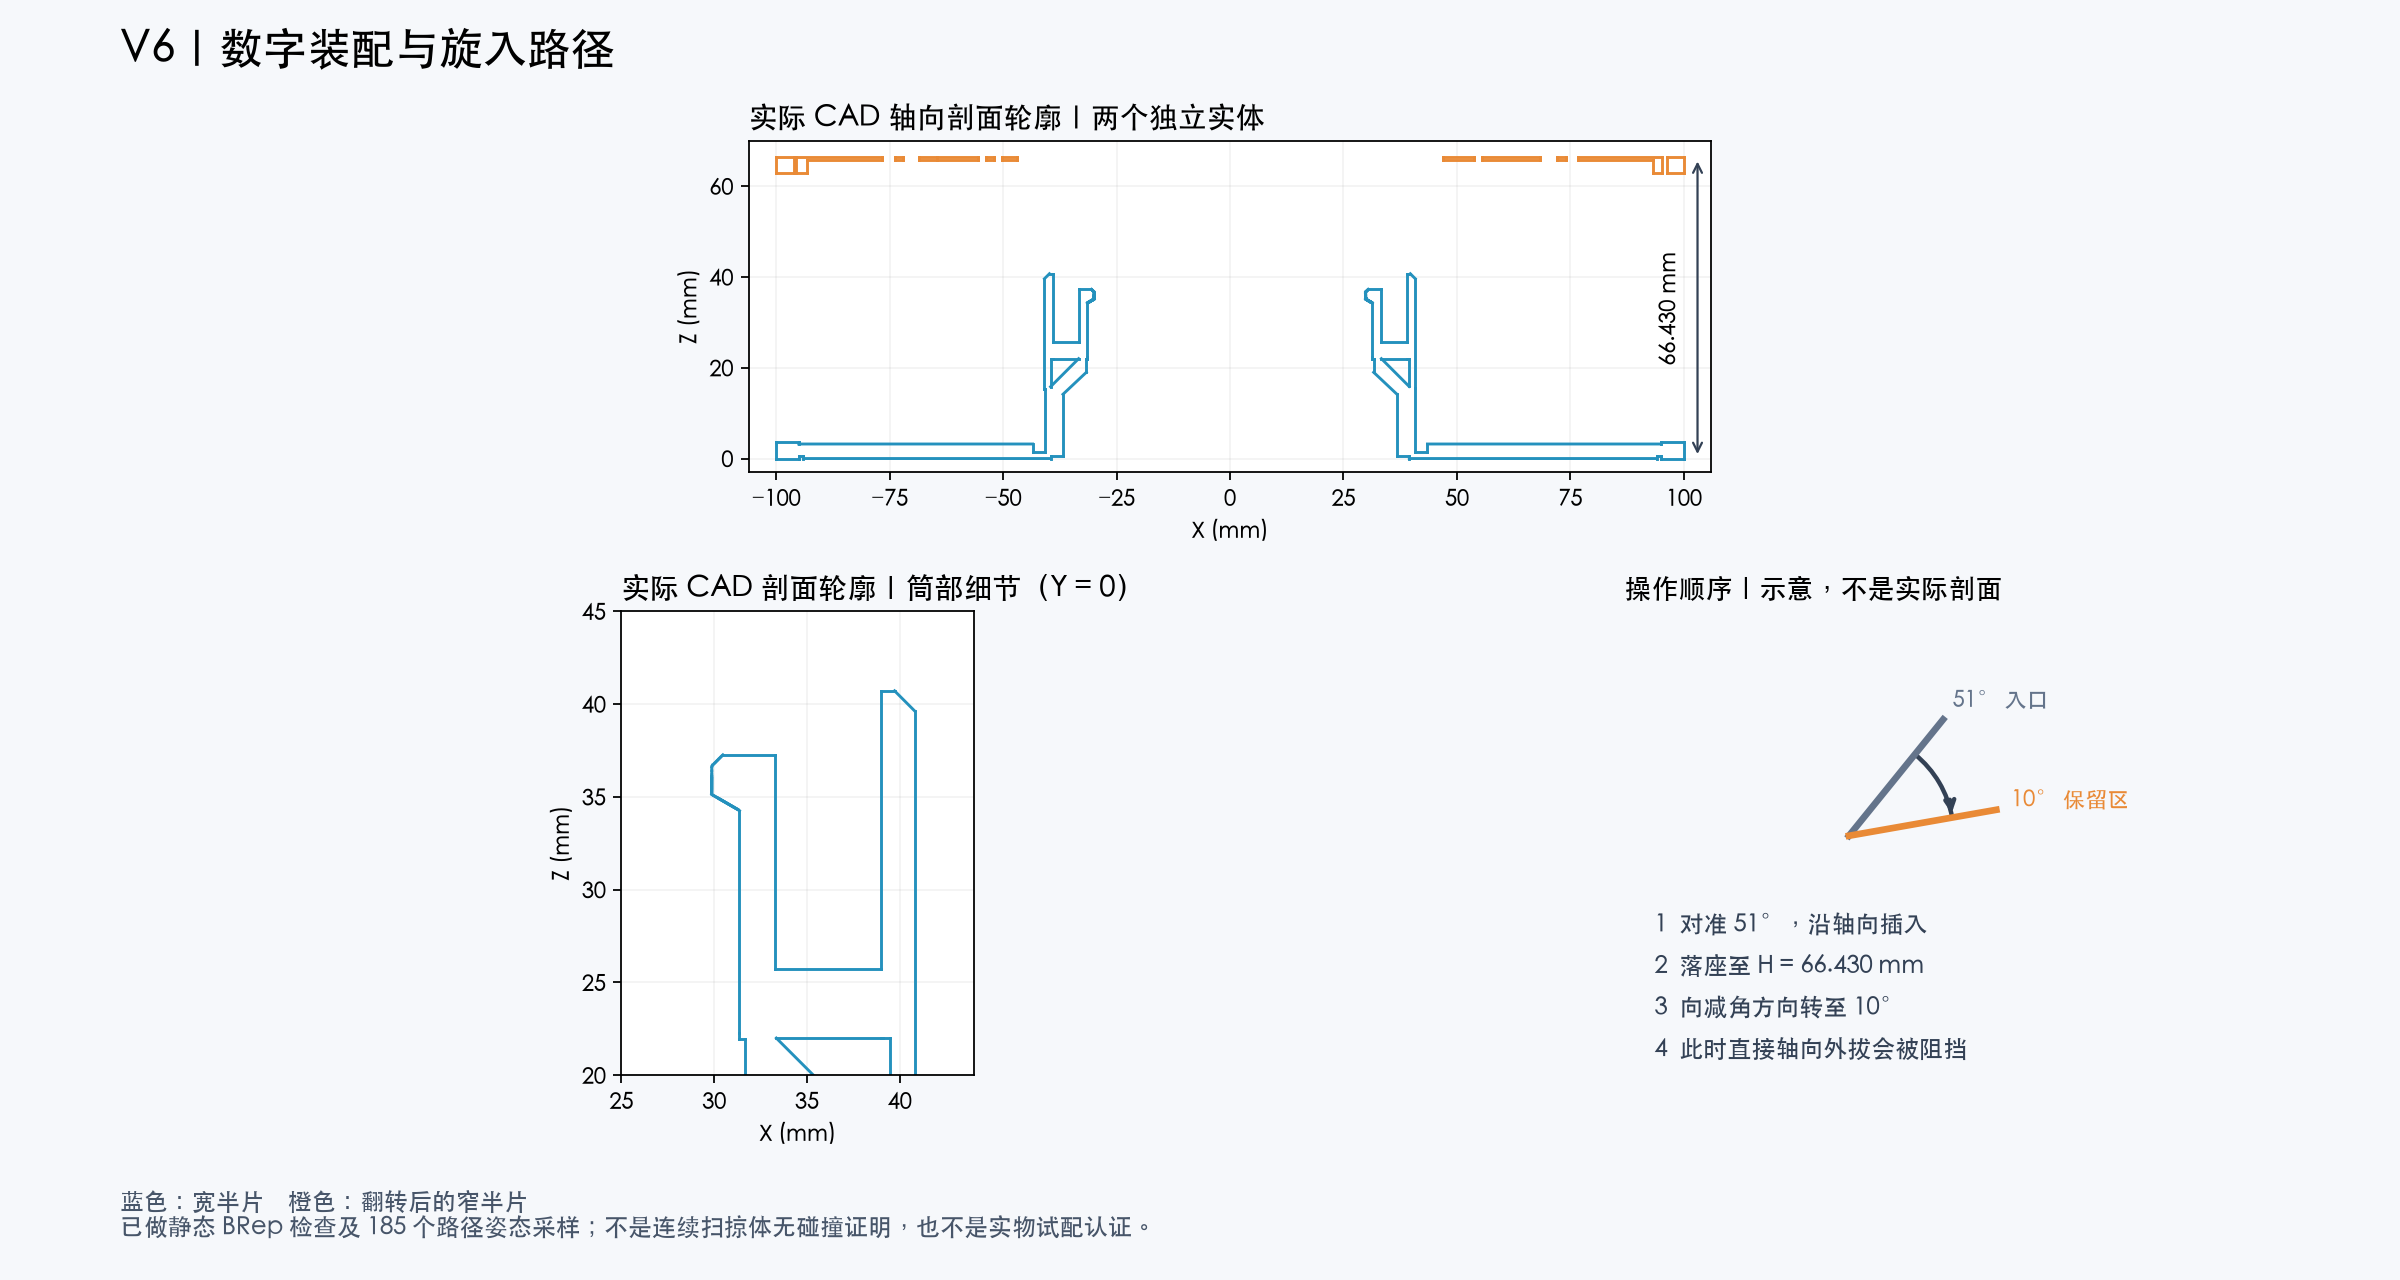 V6 | 数字装配与旋入路径
实际 CAD 轴向剖面轮廓 | 两个独立实体
60
40
20
0
Z (mm)
66.430 mm
−100
−75
−50
−25
0
25
50
75
100
X (mm)
实际 CAD 剖面轮廓 | 筒部细节（Y = 0）
45
40
35
30
25
20
Z (mm)
25
30
35
40
X (mm)
操作顺序 | 示意，不是实际剖面
51° 入口
10° 保留区
1 对准 51°，沿轴向插入
2 落座至 H = 66.430 mm
3 向减角方向转至 10°
4 此时直接轴向外拔会被阻挡
蓝色：宽半片　橙色：翻转后的窄半片
已做静态 BRep 检查及 185 个路径姿态采样；不是连续扫掠体无碰撞证明，也不是实物试配认证。